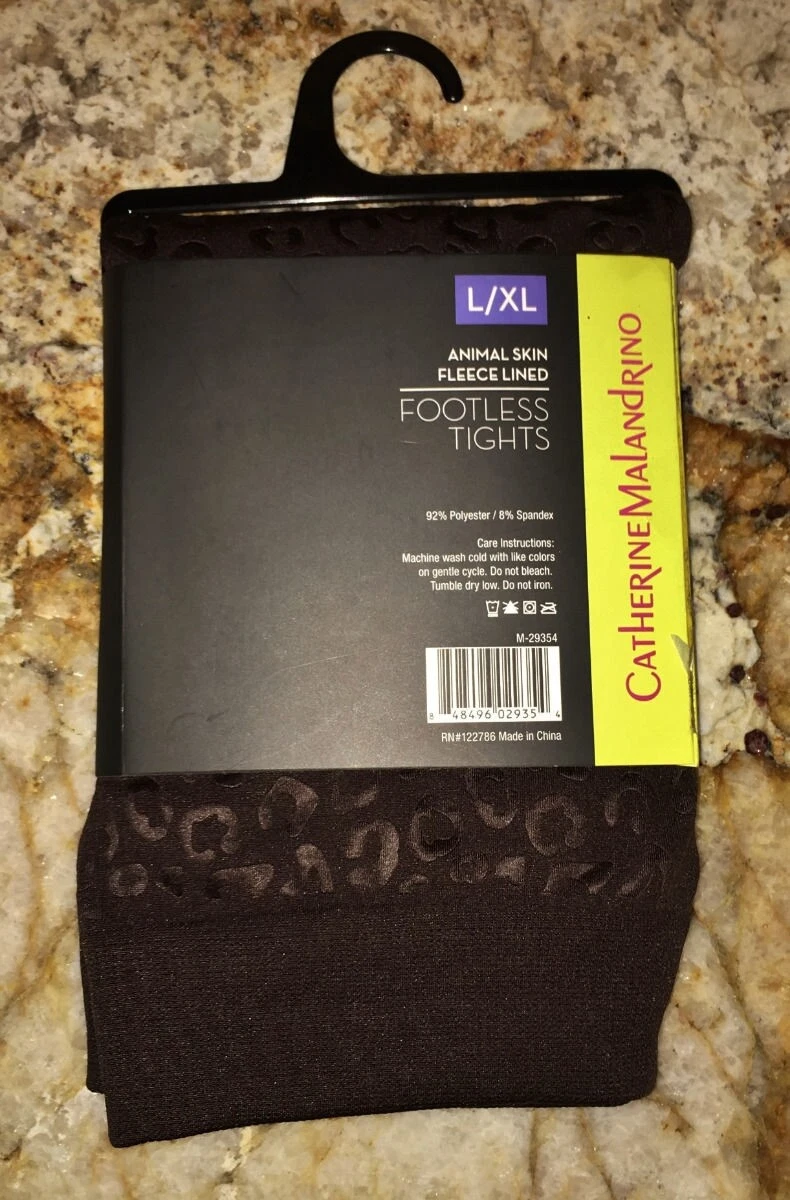 L/XL
ANIMAL SKIN
FLEECE LINED
FOOTLESS
TIGHTS
92% Polyester / 8% Spandex
Care Instructions:
Machine wash cold with like colors
on gentle cycle. Do not bleach.
Tumble dry low. Do not iron.
M-29354
8 48496 02935 4
RN#122786 Made in China
CATHERINE MALANDRINO